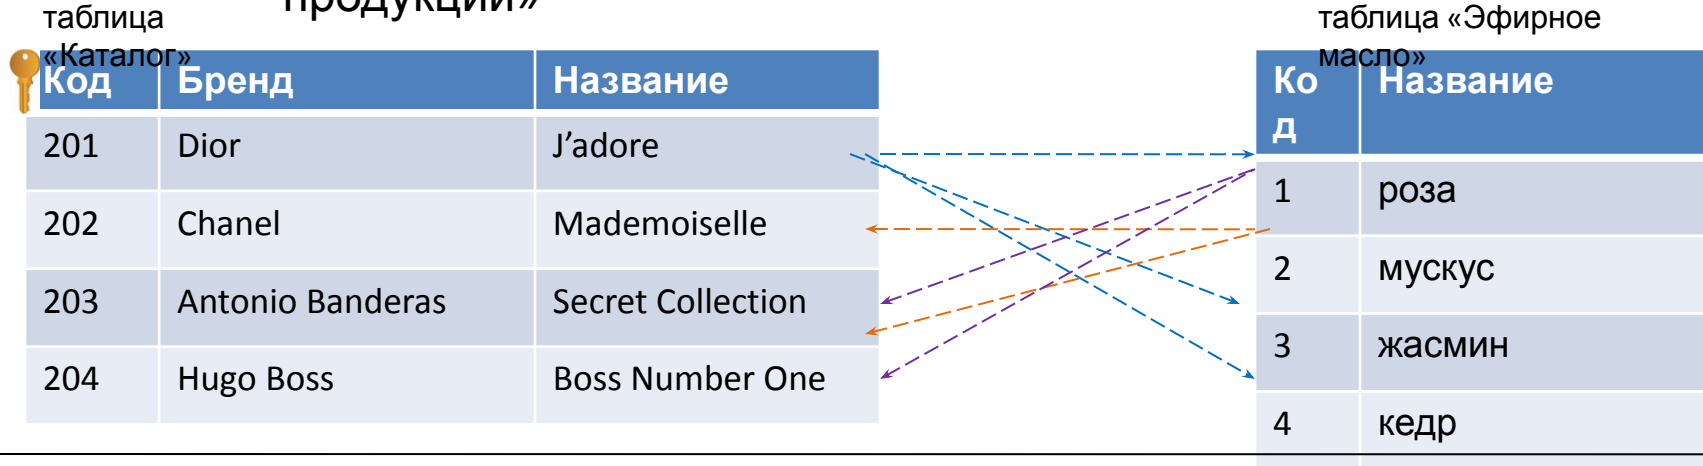 продукции»
таблица
«Каталог»
Код Бренд Название
201 Dior J’adore
202 Chanel Mademoiselle
203 Antonio Banderas Secret Collection
204 Hugo Boss Boss Number One
таблица «Эфирное
масло»
Ко
д Название
1 роза
2 мускус
3 жасмин
4 кедр